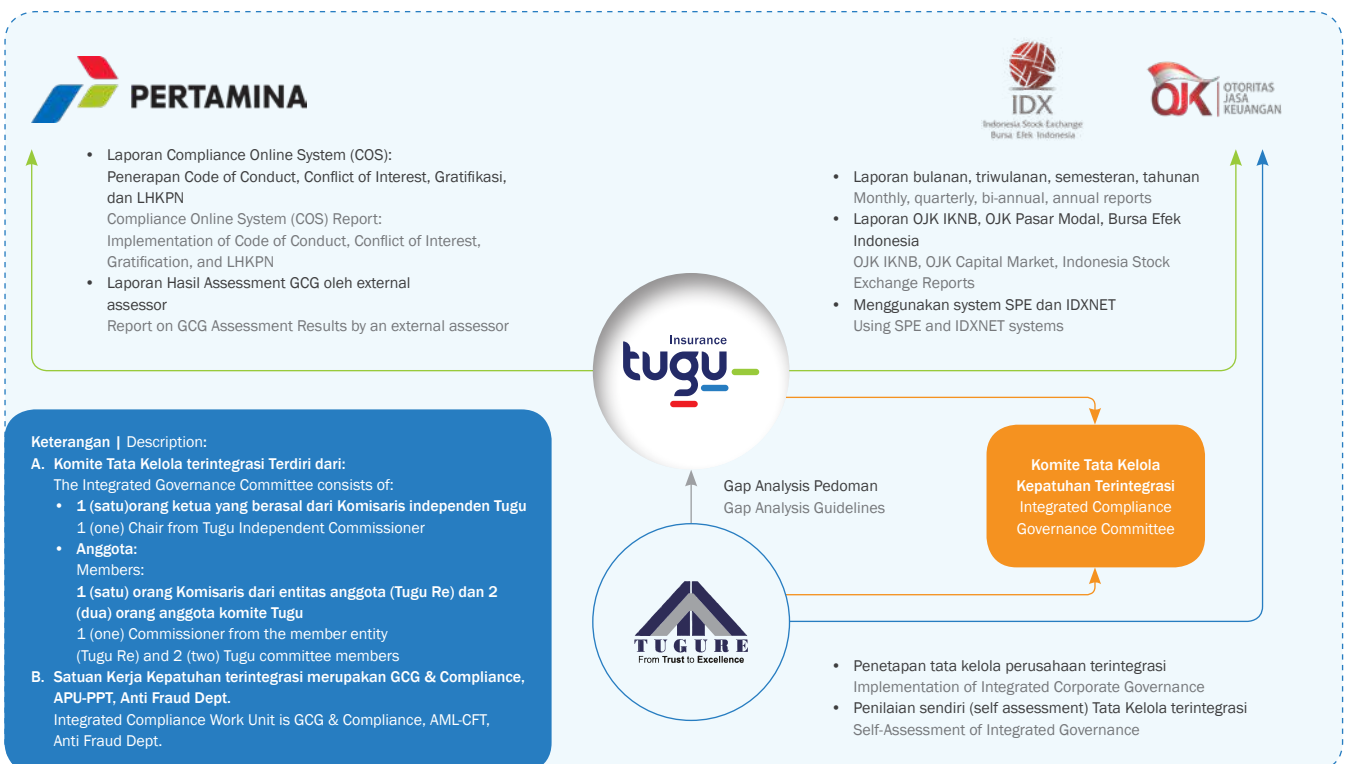 PERTAMINA
IDX
Indonesia Stock Exchange
Bursa Efek Indonesia
OJK
OTORITAS
JASA
KEUANGAN
• Laporan Compliance Online System (COS):
Penerapan Code of Conduct, Conflict of Interest, Gratifikasi,
dan LHKPN
Compliance Online System (COS) Report:
Implementation of Code of Conduct, Conflict of Interest,
Gratification, and LHKPN
• Laporan Hasil Assessment GCG oleh external
assessor
Report on GCG Assessment Results by an external assessor
• Laporan bulanan, triwulanan, semesteran, tahunan
Monthly, quarterly, bi-annual, annual reports
• Laporan OJK IKNB, OJK Pasar Modal, Bursa Efek
Indonesia
OJK IKNB, OJK Capital Market, Indonesia Stock
Exchange Reports
• Menggunakan system SPE dan IDXNET
Using SPE and IDXNET systems
Insurance
tugu
Keterangan | Description:
A. Komite Tata Kelola terintegrasi Terdiri dari:
The Integrated Governance Committee consists of:
• 1 (satu)orang ketua yang berasal dari Komisaris independen Tugu
1 (one) Chair from Tugu Independent Commissioner
• Anggota:
Members:
1 (satu) orang Komisaris dari entitas anggota (Tugu Re) dan 2
(dua) orang anggota komite Tugu
1 (one) Commissioner from the member entity
(Tugu Re) and 2 (two) Tugu committee members
B. Satuan Kerja Kepatuhan terintegrasi merupakan GCG & Compliance,
APU-PPT, Anti Fraud Dept.
Integrated Compliance Work Unit is GCG & Compliance, AML-CFT,
Anti Fraud Dept.
Gap Analysis Pedoman
Gap Analysis Guidelines
Komite Tata Kelola
Kepatuhan Terintegrasi
Integrated Compliance
Governance Committee
TUGURE
From Trust to Excellence
• Penetapan tata kelola perusahaan terintegrasi
Implementation of Integrated Corporate Governance
• Penilaian sendiri (self assessment) Tata Kelola terintegrasi
Self-Assessment of Integrated Governance